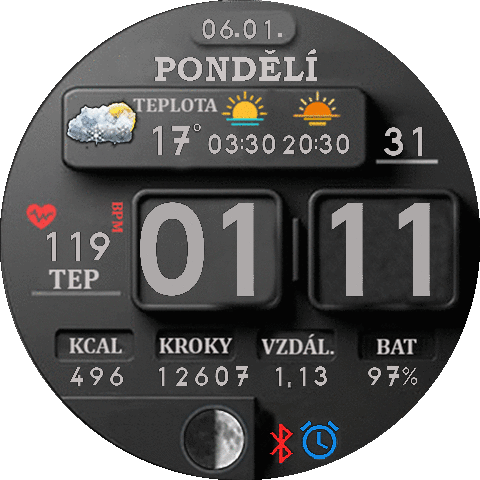 06.01.
PONDĚLÍ
TEPLOTA
17° 03:30 20:30 31
BPM
119
TEP
01 11
KCAL KROKY VZDÁL. BAT
496 12607 1,13 97%